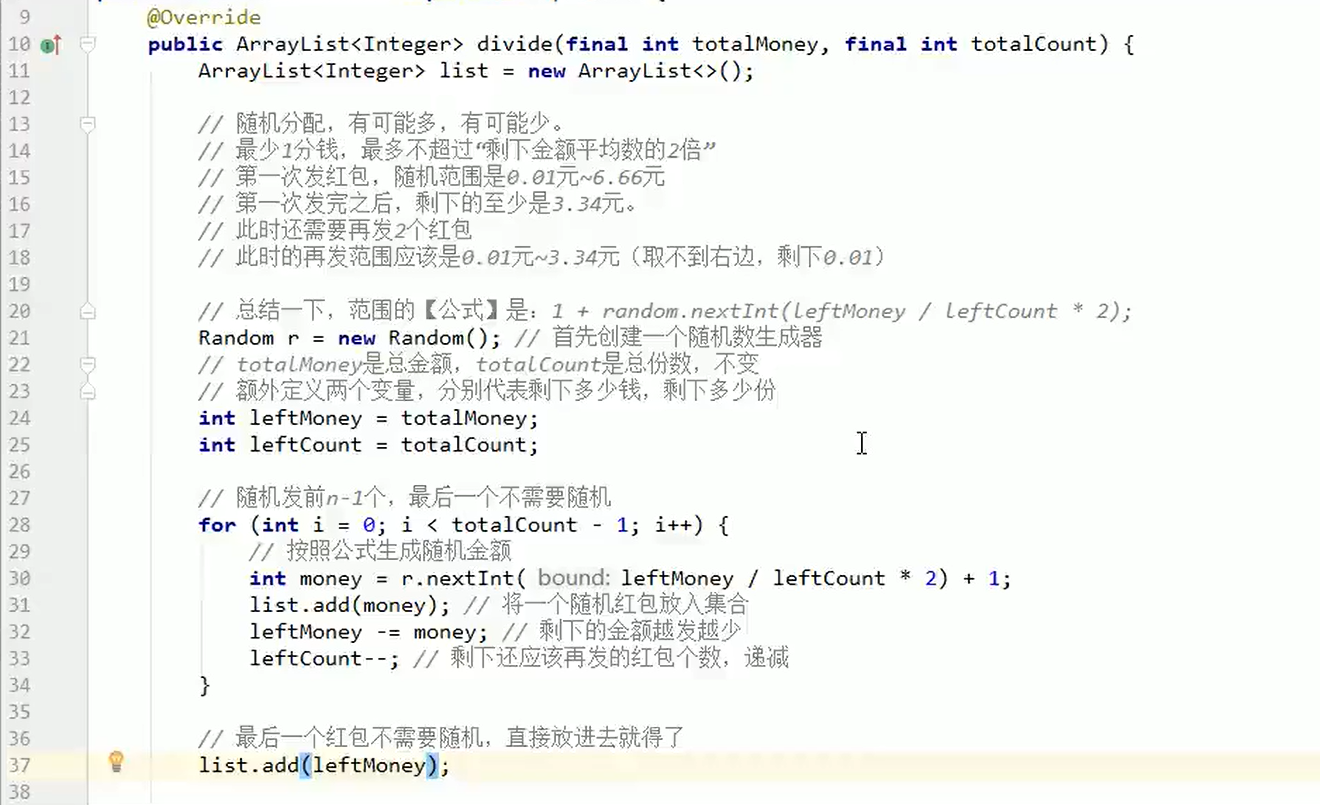 9 @Override
10 public ArrayList<Integer> divide(final int totalMoney, final int totalCount) {
11 ArrayList<Integer> list = new ArrayList<>();
12
13 // 随机分配，有可能多，有可能少。
14 // 最少1分钱，最多不超过“剩下金额平均数的2倍”
15 // 第一次发红包，随机范围是0.01元~6.66元
16 // 第一次发完之后，剩下的至少是3.34元。
17 // 此时还需要再发2个红包
18 // 此时的再发范围应该是0.01元~3.34元（取不到右边，剩下0.01）
19
20 // 总结一下，范围的【公式】是：1 + random.nextInt(leftMoney / leftCount * 2);
21 Random r = new Random(); // 首先创建一个随机数生成器
22 // totalMoney是总金额，totalCount是总份数，不变
23 // 额外定义两个变量，分别代表剩下多少钱，剩下多少份
24 int leftMoney = totalMoney;
25 int leftCount = totalCount;
26
27 // 随机发前n-1个，最后一个不需要随机
28 for (int i = 0; i < totalCount - 1; i++) {
29 // 按照公式生成随机金额
30 int money = r.nextInt( bound: leftMoney / leftCount * 2) + 1;
31 list.add(money); // 将一个随机红包放入集合
32 leftMoney -= money; // 剩下的金额越发越少
33 leftCount--; // 剩下还应该再发的红包个数，递减
34 }
35
36 // 最后一个红包不需要随机，直接放进去就得了
37 list.add(leftMoney);
38